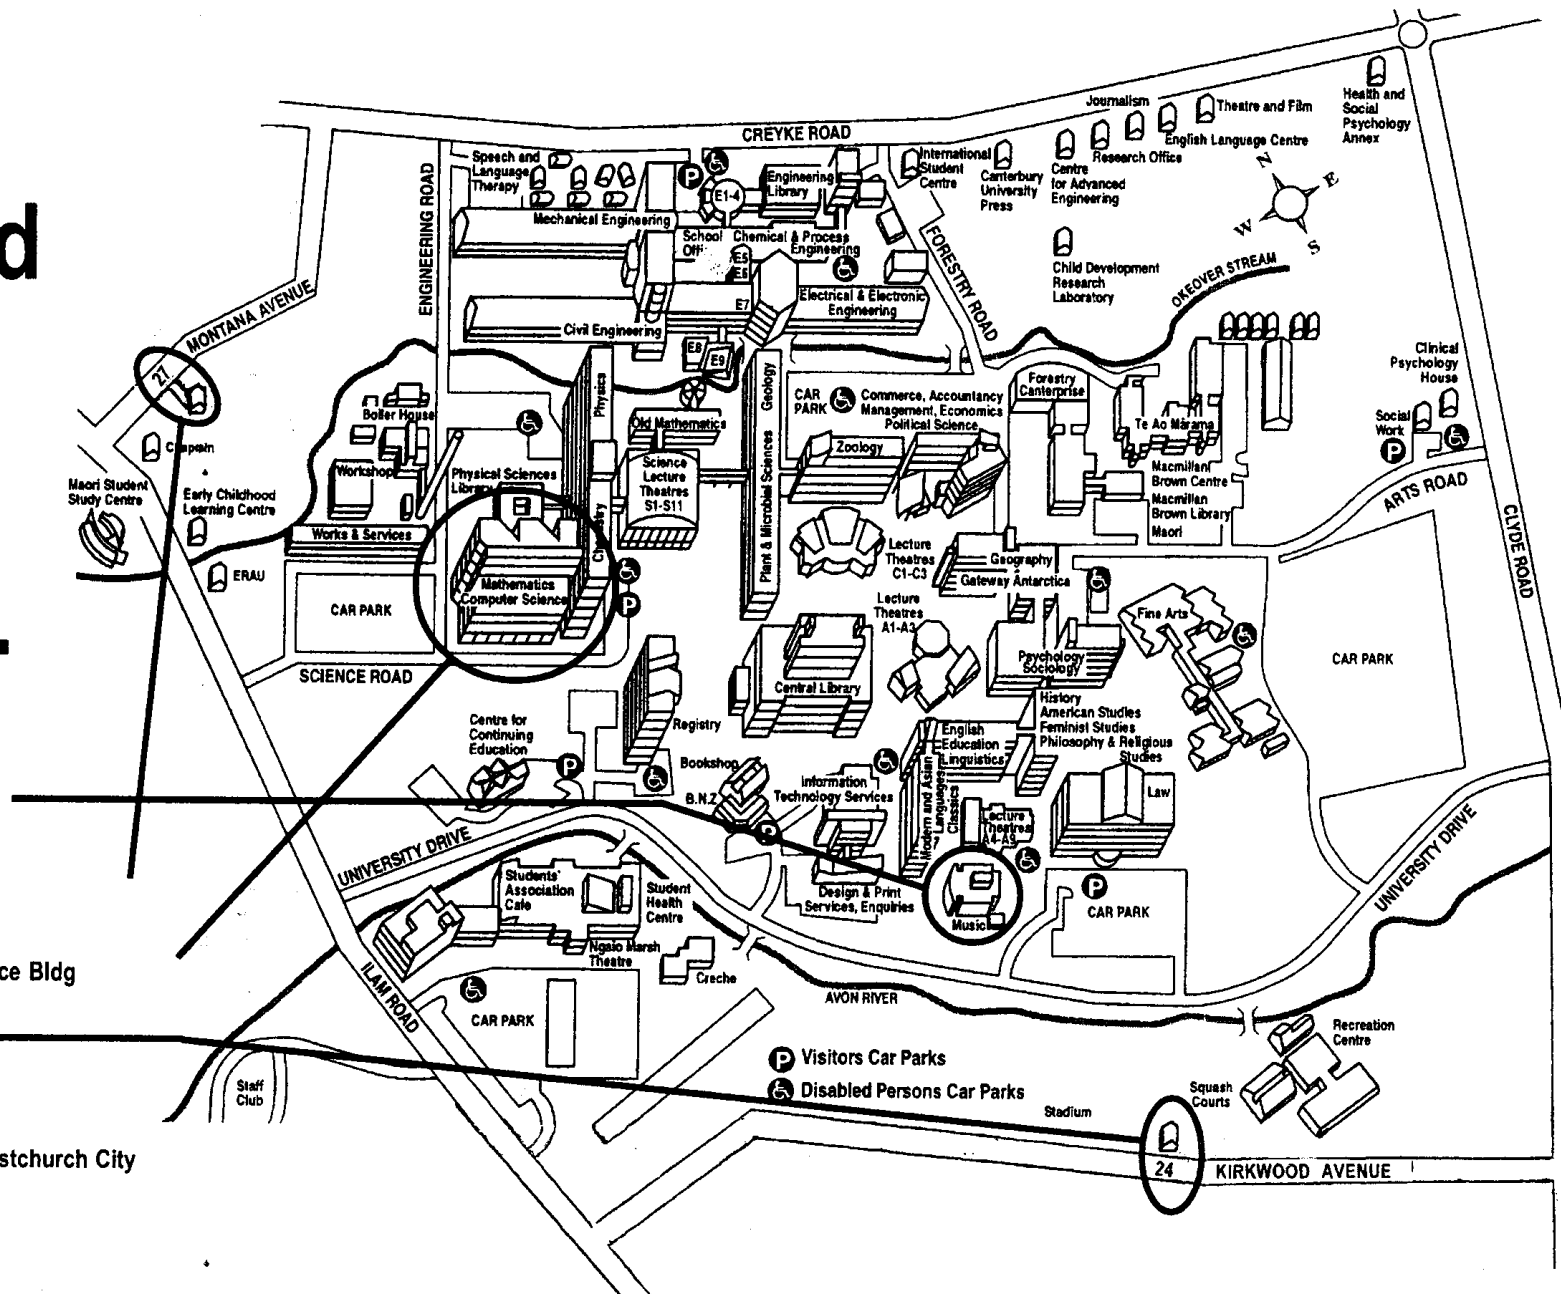 d
ce Bldg
stchurch City
CREYKE ROAD
Journalism
Theatre and Film
English Language Centre
Research Office
Health and
Social
Psychology
Annex
Centre
for Advanced
Engineering
Canterbury
University
Press
International
Student
Centre
N
E
W
S
Child Development
Research
Laboratory
OKEOVER STREAM
FORESTRY ROAD
ENGINEERING ROAD
Speech and
Language
Therapy
P
E1-4
Engineering
Library
Mechanical Engineering
School
Off
Chemical & Process
Engineering
E5
E6
E7
Electrical & Electronic
Engineering
Civil Engineering
E8
E9
MONTANA AVENUE
27
Chaplain
Maori Student
Study Centre
Early Childhood
Learning Centre
ERAU
Boiler House
Workshop
Works & Services
CAR PARK
SCIENCE ROAD
Physical Sciences
Library
Mathematics
Computer Science
Physics
Chemistry
P
Old Mathematics
Science
Lecture
Theatres
S1-S11
Geology
Plant & Microbial Sciences
CAR
PARK
Commerce, Accountancy
Management, Economics
Political Science
Zoology
Forestry
Canterprise
Te Ao Mārama
Macmillan
Brown Centre
Macmillan
Brown Library
Maori
Clinical
Psychology
House
Social
Work
P
ARTS ROAD
CLYDE ROAD
Lecture
Theatres
C1-C3
Geography
Gateway Antarctica
Lecture
Theatres
A1-A3
Fine Arts
CAR PARK
Psychology
Sociology
History
American Studies
Feminist Studies
Philosophy & Religious
Studies
Central Library
Registry
Centre for
Continuing
Education
P
Bookshop
B.N.Z
P
Information
Technology Services
English
Education
Linguistics
Modern and Asian
Languages
Classics
Lecture
Theatres
A4-A9
Law
Music
Design & Print
Services, Enquiries
P
CAR PARK
UNIVERSITY DRIVE
UNIVERSITY DRIVE
Students'
Association
Cafe
Student
Health
Centre
Ngaio Marsh
Theatre
Creche
ILAM ROAD
CAR PARK
AVON RIVER
Staff
Club
P Visitors Car Parks
Disabled Persons Car Parks
Stadium
Squash
Courts
Recreation
Centre
24
KIRKWOOD AVENUE